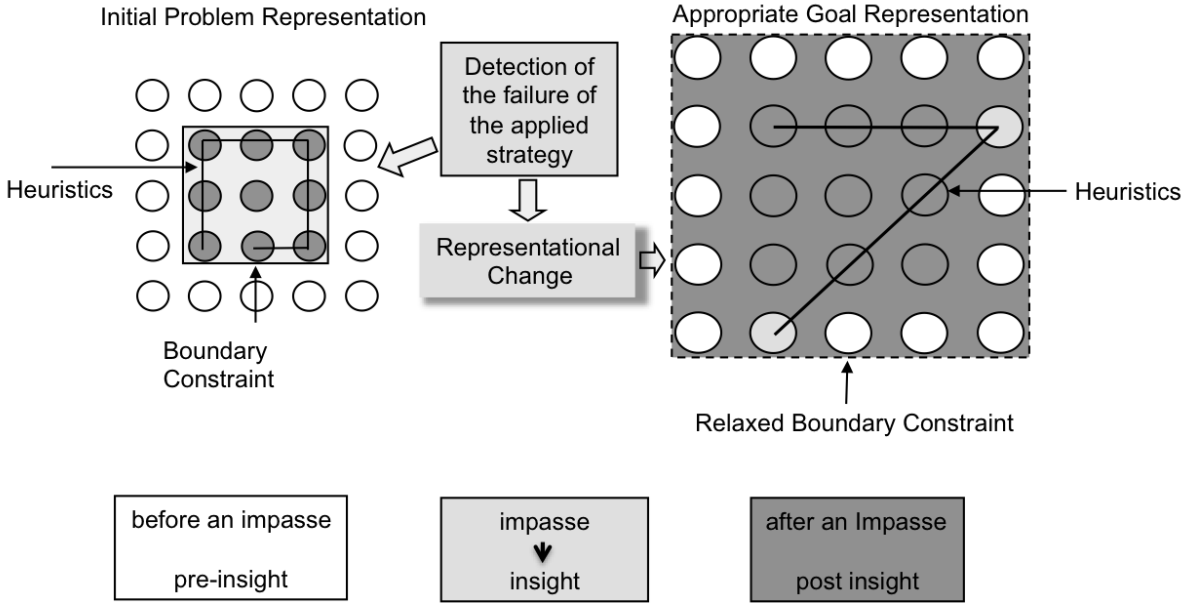 Initial Problem Representation
Appropriate Goal Representation
Detection of
the failure of
the applied
strategy
Heuristics
Heuristics
Representational
Change
Boundary
Constraint
Relaxed Boundary Constraint
before an impasse
pre-insight
impasse
insight
after an Impasse
post insight